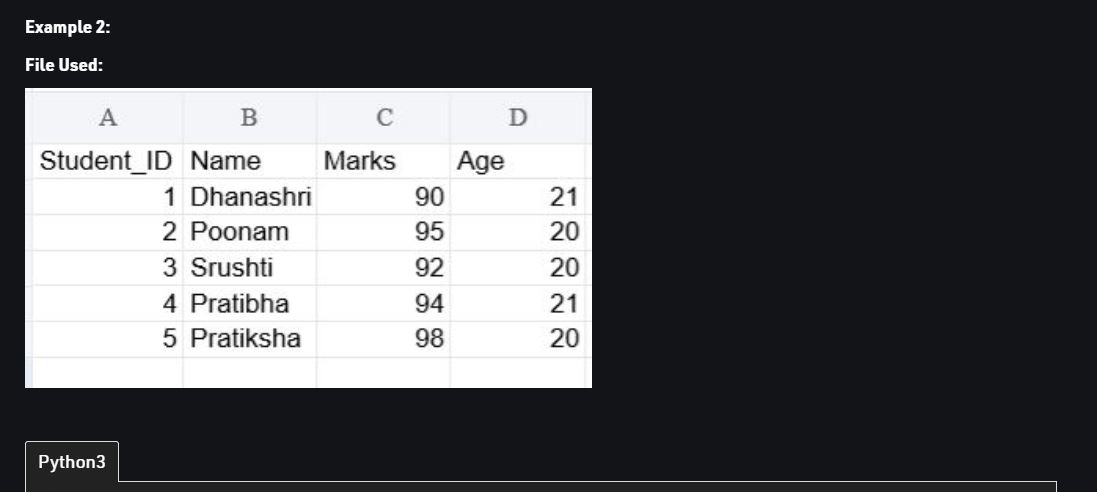 Example 2:
File Used:
A B C D
Student_ID Name Marks Age
1 Dhanashri 90 21
2 Poonam 95 20
3 Srushti 92 20
4 Pratibha 94 21
5 Pratiksha 98 20
Python3